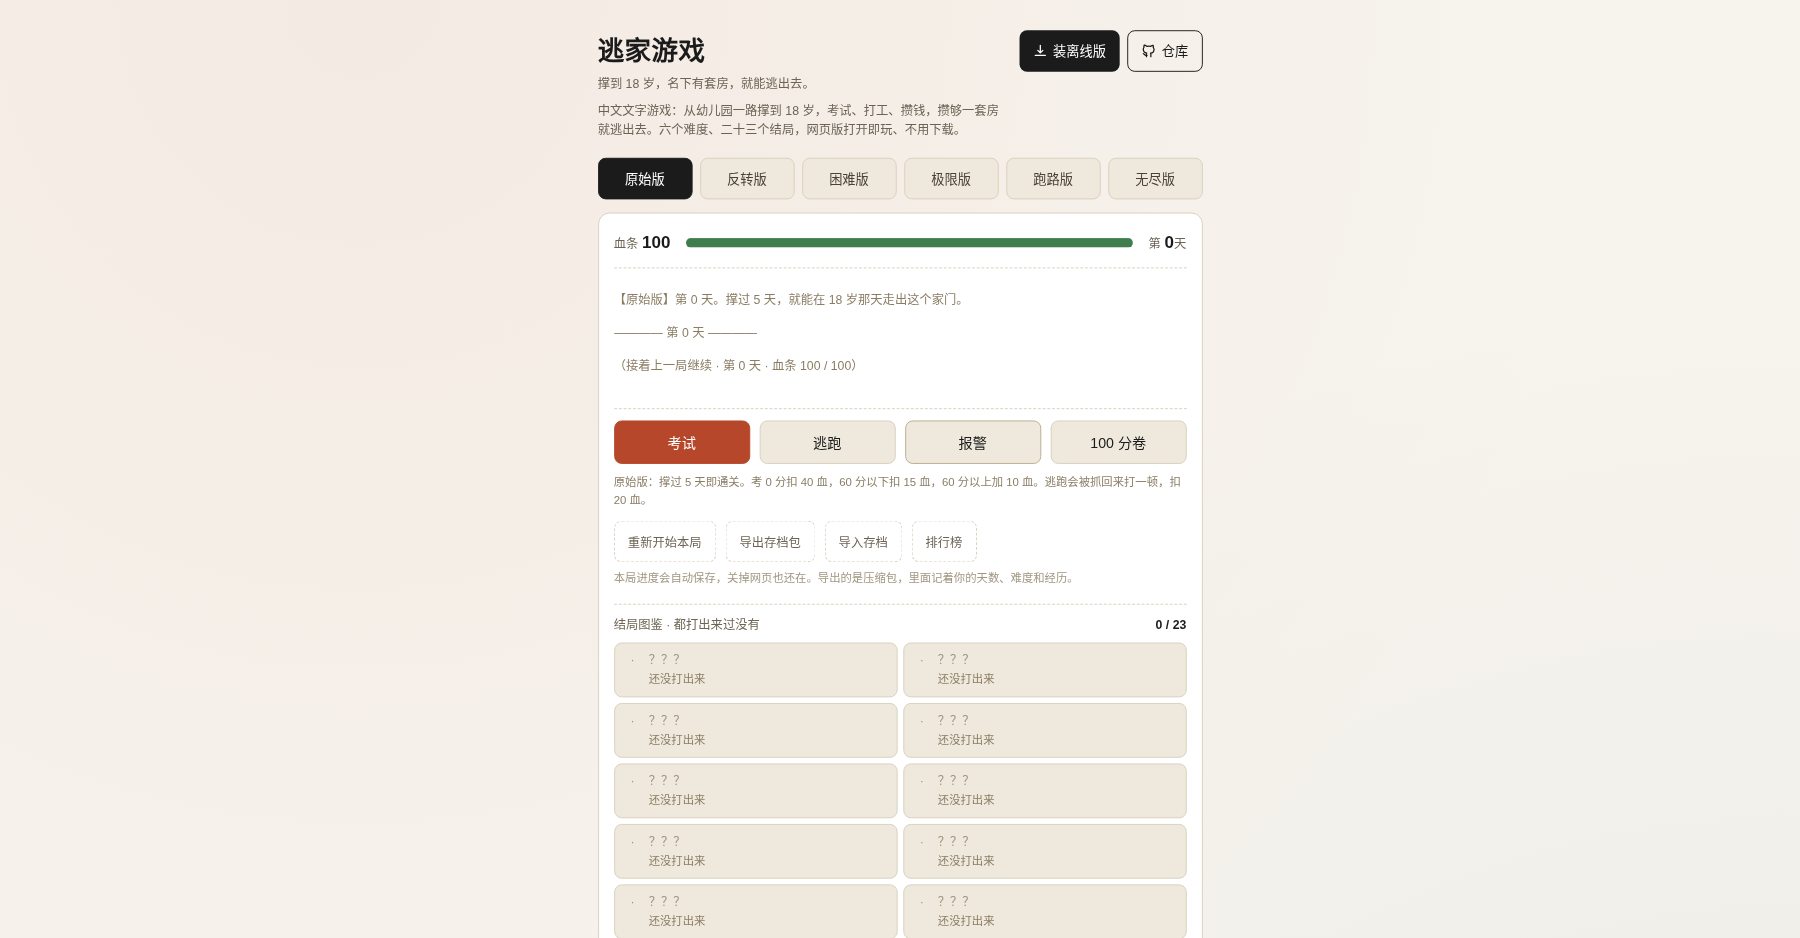 逃家游戏
装离线版
仓库
撑到 18 岁，名下有套房，就能逃出去。
中文文字游戏：从幼儿园一路撑到 18 岁，考试、打工、攒钱，攒够一套房
就逃出去。六个难度、二十三个结局，网页版打开即玩、不用下载。
原始版
反转版
困难版
极限版
跑路版
无尽版
血条 100
第 0天
【原始版】第 0 天。撑过 5 天，就能在 18 岁那天走出这个家门。
———— 第 0 天 ————
（接着上一局继续 · 第 0 天 · 血条 100 / 100）
考试
逃跑
报警
100 分卷
原始版：撑过 5 天即通关。考 0 分扣 40 血，60 分以下扣 15 血，60 分以上加 10 血。逃跑会被抓回来打一顿，扣
20 血。
重新开始本局
导出存档包
导入存档
排行榜
本局进度会自动保存，关掉网页也还在。导出的是压缩包，里面记着你的天数、难度和经历。
结局图鉴 · 都打出来过没有
0 / 23
· ？？？
还没打出来
· ？？？
还没打出来
· ？？？
还没打出来
· ？？？
还没打出来
· ？？？
还没打出来
· ？？？
还没打出来
· ？？？
还没打出来
· ？？？
还没打出来
· ？？？
还没打出来
· ？？？
还没打出来